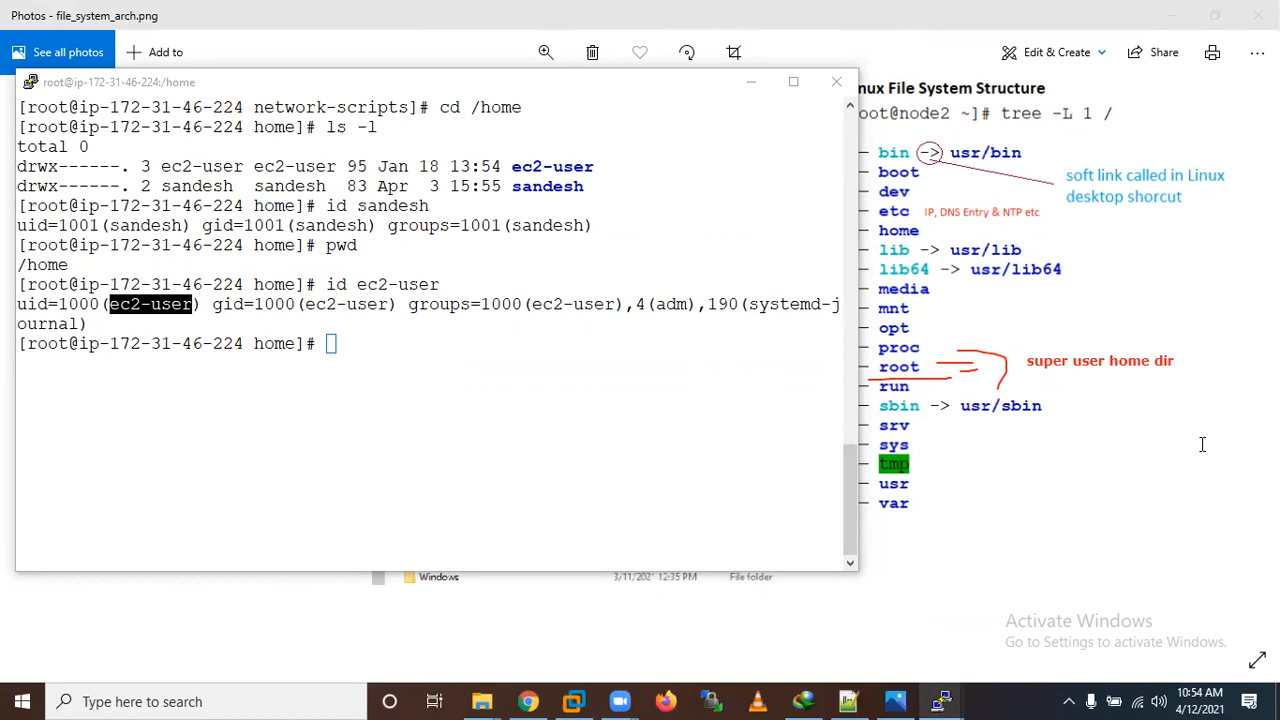 Photos - file_system_arch.png
See all photos
Add to
Edit & Create
Share
root@ip-172-31-46-224:/home
[root@ip-172-31-46-224 network-scripts]# cd /home
[root@ip-172-31-46-224 home]# ls -l
total 0
drwx------. 3 ec2-user ec2-user 95 Jan 18 13:54 ec2-user
drwx------. 2 sandesh  sandesh  83 Apr  3 15:55 sandesh
[root@ip-172-31-46-224 home]# id sandesh
uid=1001(sandesh) gid=1001(sandesh) groups=1001(sandesh)
[root@ip-172-31-46-224 home]# pwd
/home
[root@ip-172-31-46-224 home]# id ec2-user
uid=1000(ec2-user) gid=1000(ec2-user) groups=1000(ec2-user),4(adm),190(systemd-j
ournal)
[root@ip-172-31-46-224 home]#
nux File System Structure
oot@node2 ~]# tree -L 1 /
bin -> usr/bin
soft link called in Linux
desktop shorcut
boot
dev
etc IP, DNS Entry & NTP etc
home
lib -> usr/lib
lib64 -> usr/lib64
media
mnt
opt
proc
root
super user home dir
run
sbin -> usr/sbin
srv
sys
tmp
usr
var
Windows 3/11/202 12:35 PM File folder
Activate Windows
Go to Settings to activate Windows.
Type here to search
10:54 AM
4/12/2021